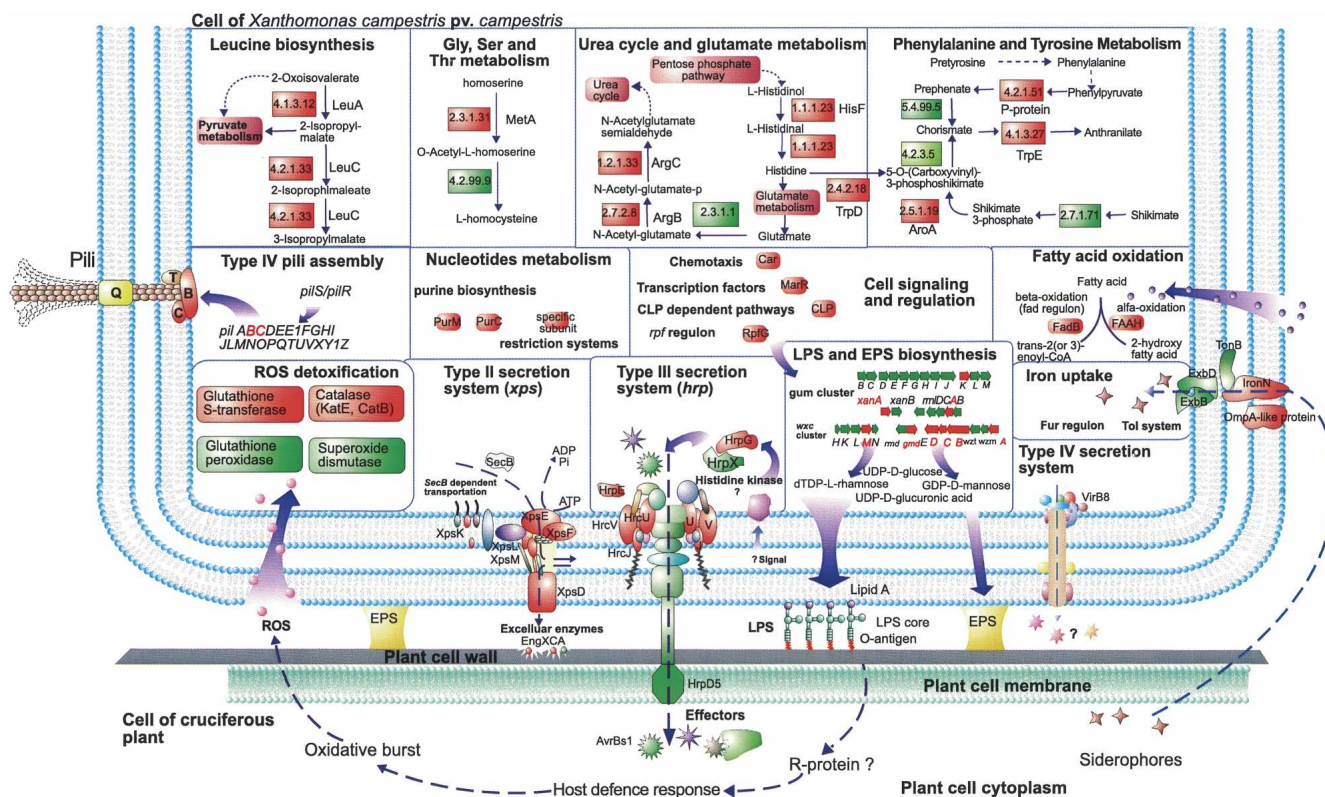 Cell of Xanthomonas campestris pv. campestris
Leucine biosynthesis
2-Oxoisovalerate
4.1.3.12
LeuA
Pyruvate
metabolism
2-Isopropyl-
malate
4.2.1.33
LeuC
2-Isoprophimaleate
4.2.1.33
LeuC
3-Isopropylmalate
Gly, Ser and
Thr metabolism
homoserine
2.3.1.31
MetA
O-Acetyl-L-homoserine
4.2.99.9
L-homocysteine
Urea cycle and glutamate metabolism
Pentose phosphate
pathway
Urea
cycle
L-Histidinol
1.1.1.23
HisF
N-Acetylglutamate
semialdehyde
L-Histidinal
1.1.1.23
1.2.1.33
ArgC
Histidine
N-Acetyl-glutamate-p
Glutamate
metabolism
2.4.2.18
TrpD
2.7.2.8
ArgB
2.3.1.1
N-Acetyl-glutamate
Glutamate
Phenylalanine and Tyrosine Metabolism
Pretyrosine
Phenylalanine
Prephenate
4.2.1.51
P-protein
Phenylpyruvate
5.4.99.5
Chorismate
4.1.3.27
TrpE
Anthranilate
4.2.3.5
5-O-(Carboxyvinyl)-
3-phosphoshikimate
2.5.1.19
AroA
Shikimate
3-phosphate
2.7.1.71
Shikimate
Pili
Q
T
B
C
Type IV pili assembly
pilS/pilR
pil ABCDEE1FGHI
JLMNOPQTUVXY1Z
Nucleotides metabolism
purine biosynthesis
PurM
PurC
specific
subunit
restriction systems
Chemotaxis
Car
Transcription factors
MarR
CLP dependent pathways
CLP
rpf regulon
RpfG
Cell signaling
and regulation
Fatty acid oxidation
Fatty acid
beta-oxidation
(fad regulon)
alfa-oxidation
FadB
FAAH
trans-2(or 3)-
enoyl-CoA
2-hydroxy
fatty acid
ROS detoxification
Glutathione
S-transferase
Catalase
(KatE, CatB)
Glutathione
peroxidase
Superoxide
dismutase
Type II secretion
system (xps)
SecB
ADP
Pi
SecB dependent
transportation
ATP
XpsE
XpsF
XpsK
XpsL
XpsM
XpsD
Excelluar enzymes
EngXCA
Type III secretion
system (hrp)
HrpG
HrpX
Histidine kinase
?
HrpE
HrcU
HrcV
U
V
HrcJ
? Signal
LPS and EPS biosynthesis
B C D E F G H I J K L M
gum cluster
xanA xanB rmlDCAB
wxc
cluster
H K L M N rmd gmd E D C B wzt wzm A
UDP-D-glucose
dTDP-L-rhamnose
GDP-D-mannose
UDP-D-glucuronic acid
Iron uptake
TonB
ExbD
ExbB
IronN
OmpA-like protein
Fur regulon
Tol system
Type IV secretion
system
VirB8
ROS
EPS
LPS
Lipid A
LPS core
O-antigen
EPS
?
Plant cell wall
HrpD5
Plant cell membrane
Cell of cruciferous
plant
Effectors
AvrBs1
Oxidative burst
R-protein ?
Siderophores
Host defence response
Plant cell cytoplasm